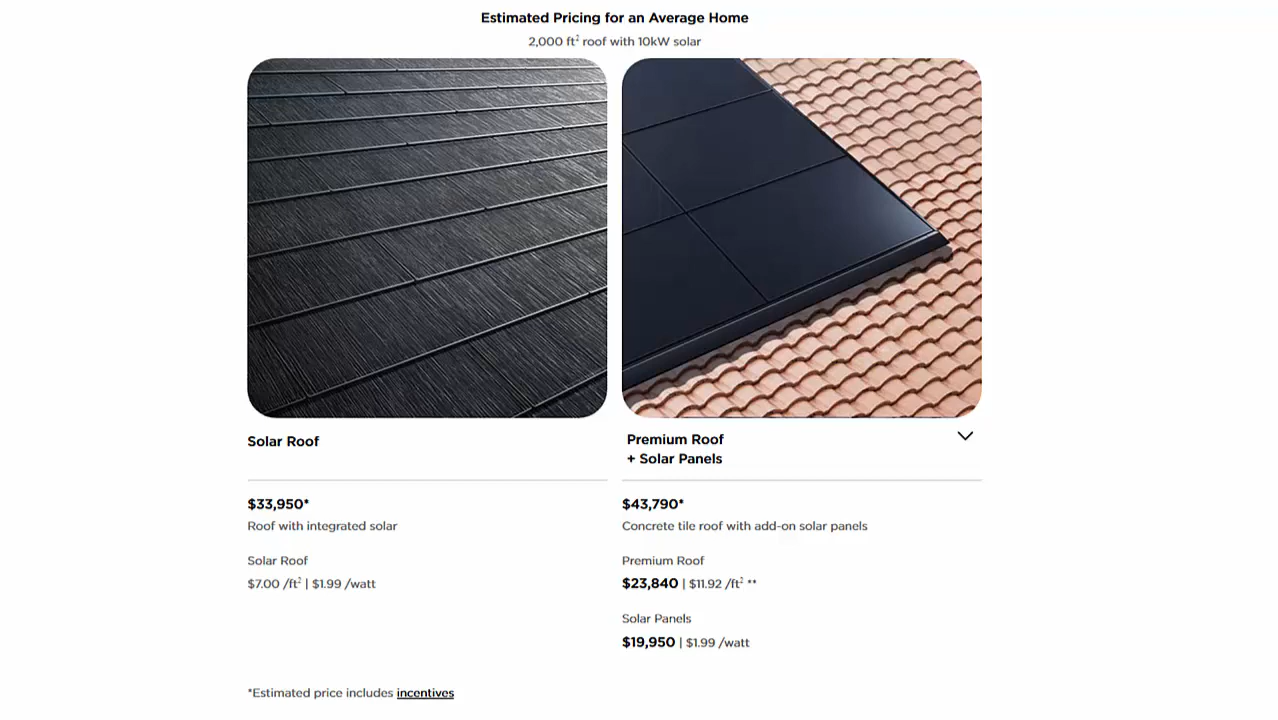 Estimated Pricing for an Average Home
2,000 ft² roof with 10kW solar
Solar Roof
$33,950*
Roof with integrated solar
Solar Roof
$7.00 /ft² | $1.99 /watt
Premium Roof
+ Solar Panels
$43,790*
Concrete tile roof with add-on solar panels
Premium Roof
$23,840 | $11.92 /ft² **
Solar Panels
$19,950 | $1.99 /watt
*Estimated price includes incentives